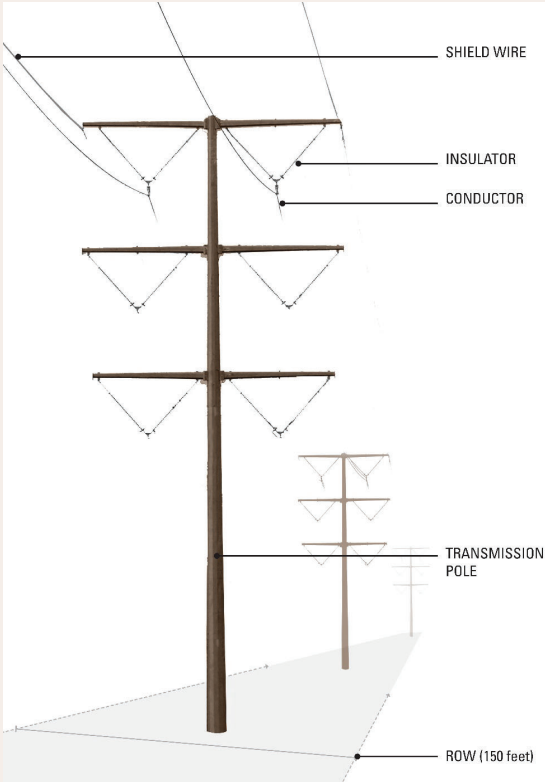 SHIELD WIRE
INSULATOR
CONDUCTOR
TRANSMISSION
POLE
ROW (150 feet)